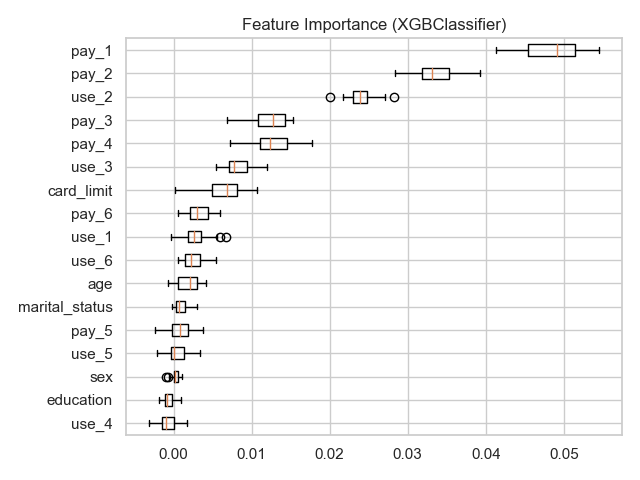 Feature Importance (XGBClassifier)
pay_1
pay_2
use_2
pay_3
pay_4
use_3
card_limit
pay_6
use_1
use_6
age
marital_status
pay_5
use_5
sex
education
use_4
0.00 0.01 0.02 0.03 0.04 0.05